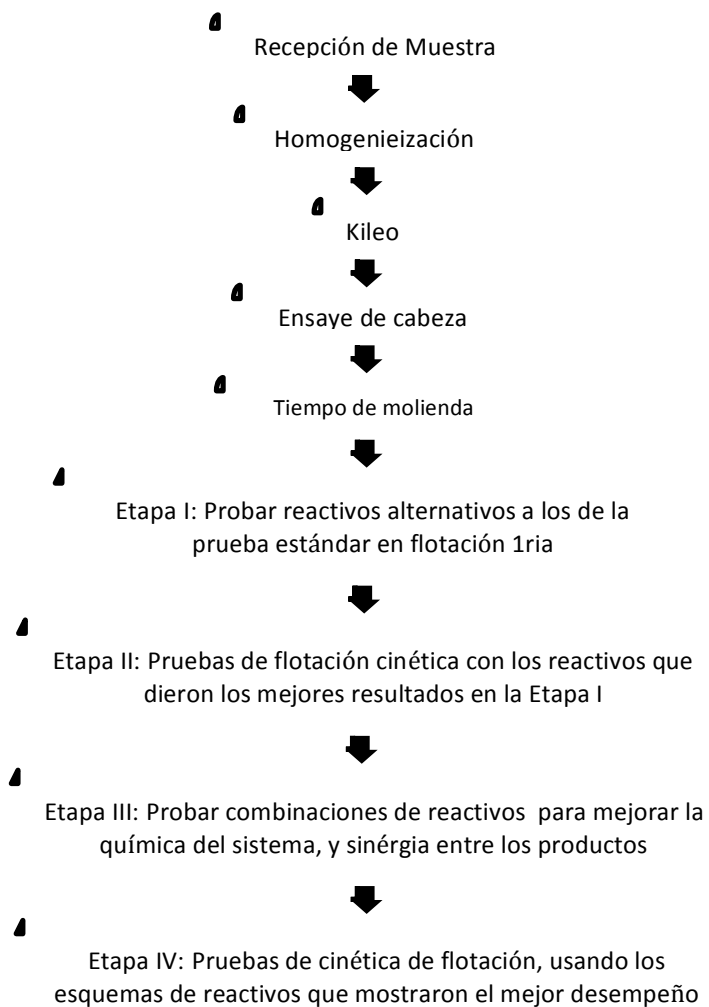 Recepción de Muestra
Homogenieización
Kileo
Ensaye de cabeza
Tiempo de molienda
Etapa I: Probar reactivos alternativos a los de la
prueba estándar en flotación 1ria
Etapa II: Pruebas de flotación cinética con los reactivos que
dieron los mejores resultados en la Etapa I
Etapa III: Probar combinaciones de reactivos  para mejorar la
química del sistema, y sinérgia entre los productos
Etapa IV: Pruebas de cinética de flotación, usando los
esquemas de reactivos que mostraron el mejor desempeño